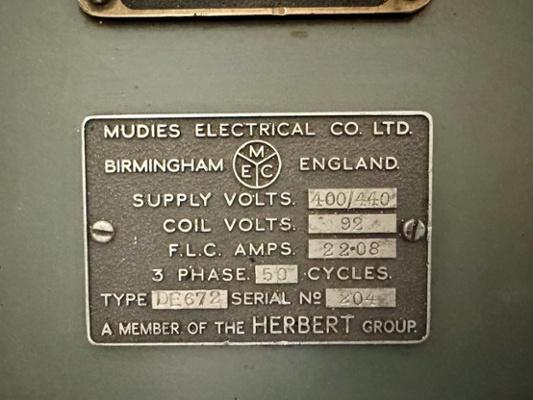 MUDIES ELECTRICAL CO. LTD.
BIRMINGHAM MEC ENGLAND.
SUPPLY VOLTS. 400/440
COIL VOLTS. 92
F.L.C. AMPS. 22·08
3 PHASE. 50 CYCLES.
TYPE DE672 SERIAL Nº 204
A MEMBER OF THE HERBERT GROUP.